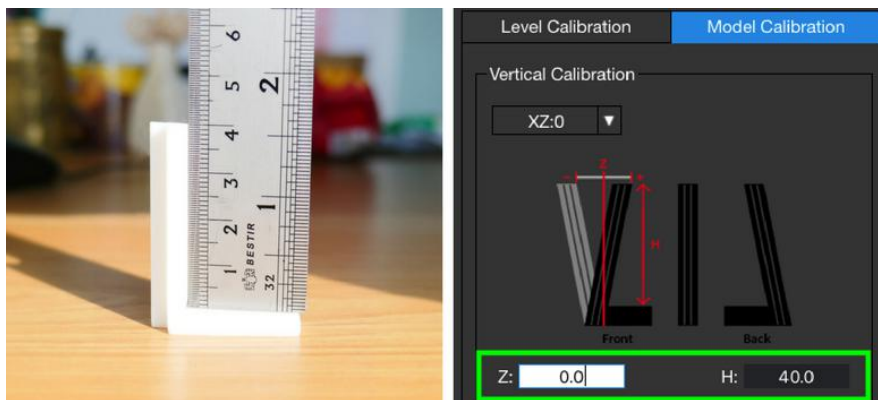 6
5
2
4
3
1
2
BESTIR
1
32
Level Calibration
Model Calibration
Vertical Calibration
XZ:0
Z
-
+
H
Front
Back
Z:
0.0
H:
40.0